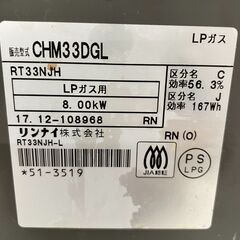 LPガス
販売型式 CHM33DGL
RT33NJH
LPガス用
8.00kW
区分名 C
効率56.3%
区分名 J
効率 167Wh
17.12-108968 RN
リンナイ株式会社
RT33NJH-L
RN (O)
*51-3519
JIA認証
PS
LPG